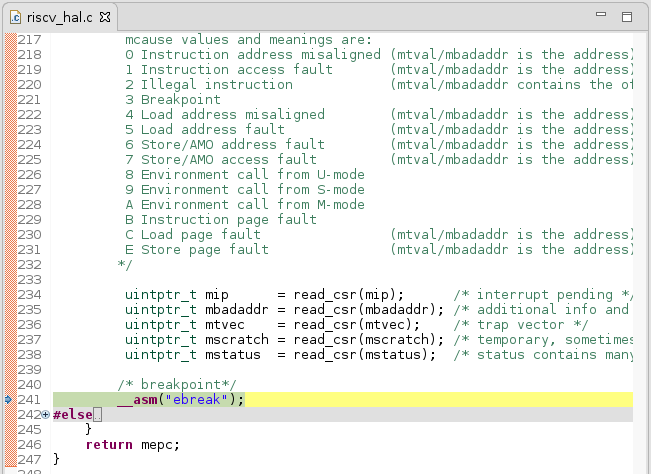 riscv_hal.c
217 mcause values and meanings are:
218 0 Instruction address misaligned (mtval/mbadaddr is the address)
219 1 Instruction access fault (mtval/mbadaddr is the address)
220 2 Illegal instruction (mtval/mbadaddr contains the of
221 3 Breakpoint
222 4 Load address misaligned (mtval/mbadaddr is the address)
223 5 Load address fault (mtval/mbadaddr is the address)
224 6 Store/AMO address fault (mtval/mbadaddr is the address)
225 7 Store/AMO access fault (mtval/mbadaddr is the address)
226 8 Environment call from U-mode
227 9 Environment call from S-mode
228 A Environment call from M-mode
229 B Instruction page fault
230 C Load page fault (mtval/mbadaddr is the address)
231 E Store page fault (mtval/mbadaddr is the address)
232 */
233
234 uintptr_t mip = read_csr(mip); /* interrupt pending */
235 uintptr_t mbadaddr = read_csr(mbadaddr); /* additional info and
236 uintptr_t mtvec = read_csr(mtvec); /* trap vector */
237 uintptr_t mscratch = read_csr(mscratch); /* temporary, sometimes
238 uintptr_t mstatus = read_csr(mstatus); /* status contains many
239
240 /* breakpoint*/
241 __asm("ebreak");
242 #else
245 }
246 return mepc;
247 }